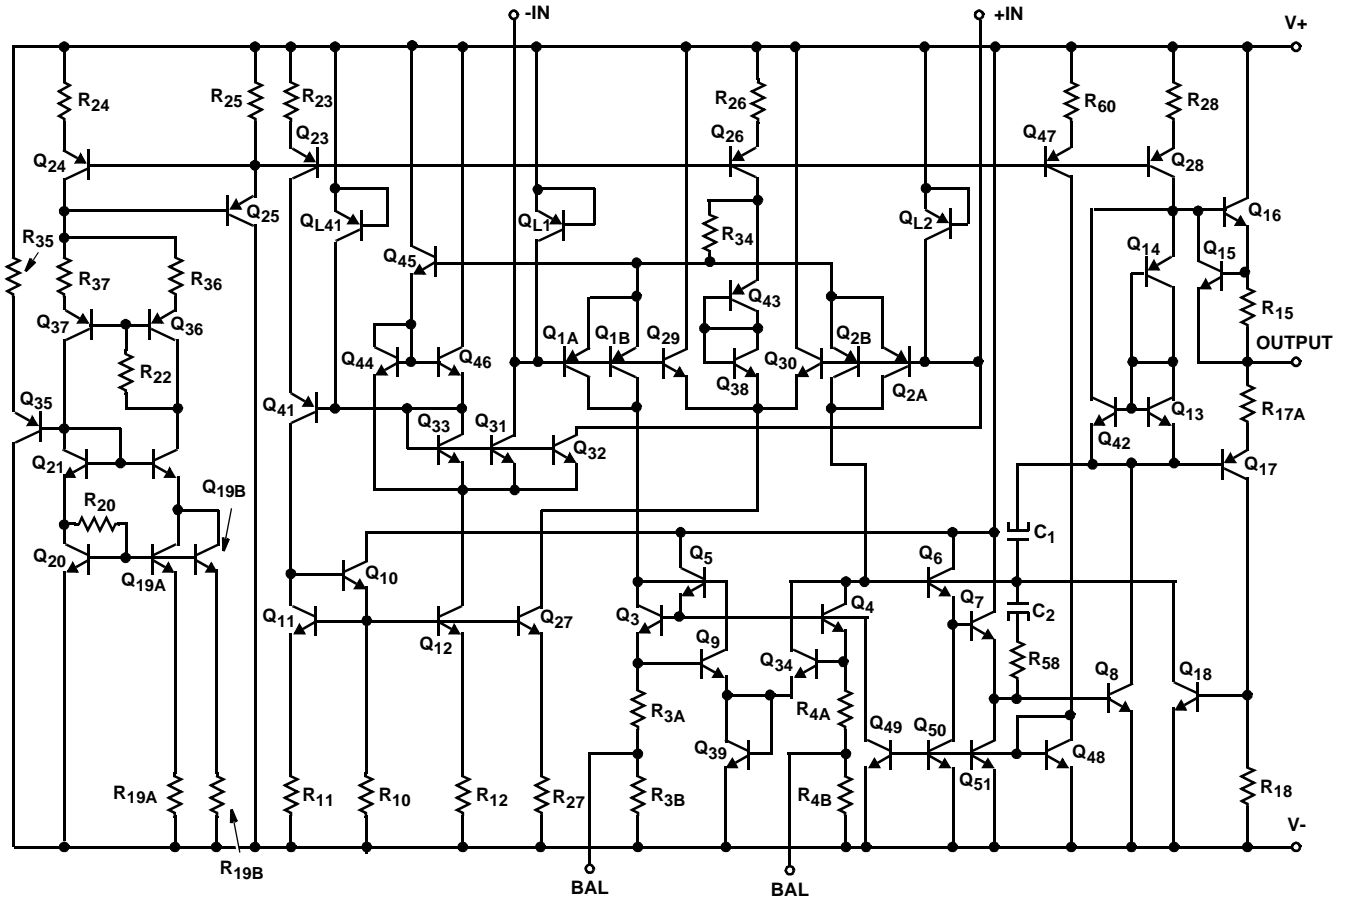 -IN
+IN
V+
R24
R25
R23
R26
R60
R28
Q23
Q26
Q47
Q24
Q28
Q25
QL41
QL1
QL2
Q16
R35
R34
Q45
Q14
Q15
R37
R36
Q43
R15
Q37
Q36
Q1A
Q1B
Q29
Q2B
OUTPUT
Q44
Q46
Q30
R22
Q38
Q2A
Q35
Q41
Q33
Q31
Q13
R17A
Q42
Q32
Q21
Q17
Q19B
R20
C1
Q20
Q19A
Q10
Q5
Q6
Q7
Q11
Q12
Q27
Q3
Q4
C2
Q9
Q34
R58
Q8
Q18
R3A
R4A
Q49
Q50
Q39
Q48
Q51
R19A
R11
R10
R12
R27
R3B
R4B
R18
V-
R19B
BAL
BAL